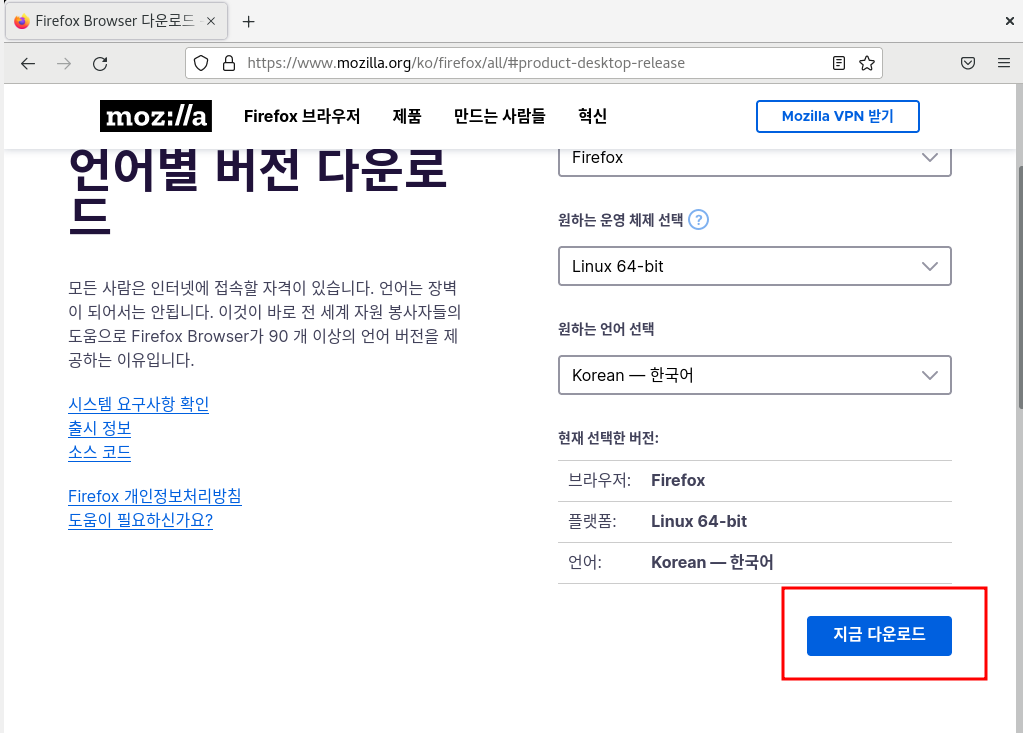 Firefox Browser 다운로드
https://www.mozilla.org/ko/firefox/all/#product-desktop-release
moz://a
Firefox 브라우저
제품
만드는 사람들
혁신
Mozilla VPN 받기
언어별 버전 다운로
드
모든 사람은 인터넷에 접속할 자격이 있습니다. 언어는 장벽
이 되어서는 안됩니다. 이것이 바로 전 세계 자원 봉사자들의
도움으로 Firefox Browser가 90 개 이상의 언어 버전을 제
공하는 이유입니다.
시스템 요구사항 확인
출시 정보
소스 코드
Firefox 개인정보처리방침
도움이 필요하신가요?
Firefox
원하는 운영 체제 선택 ?
Linux 64-bit
원하는 언어 선택
Korean — 한국어
현재 선택한 버전:
브라우저: Firefox
플랫폼: Linux 64-bit
언어: Korean — 한국어
지금 다운로드